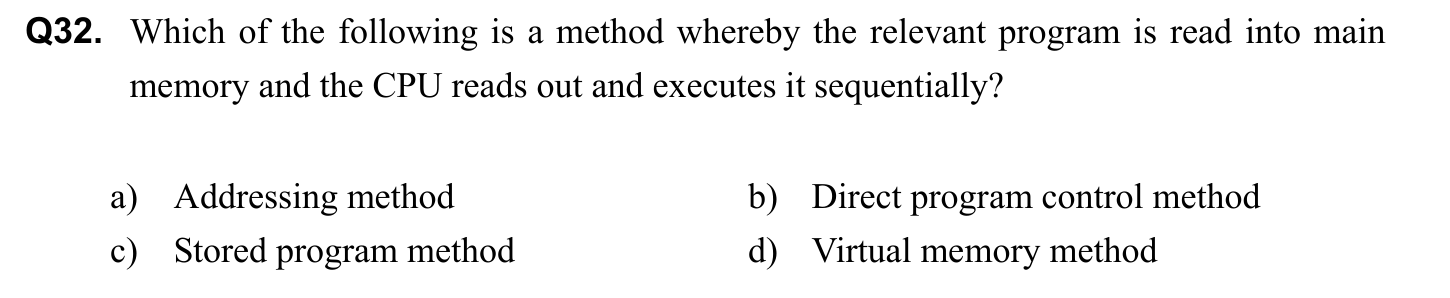 Q32. Which of the following is a method whereby the relevant program is read into main
memory and the CPU reads out and executes it sequentially?
a) Addressing method b) Direct program control method
c) Stored program method d) Virtual memory method